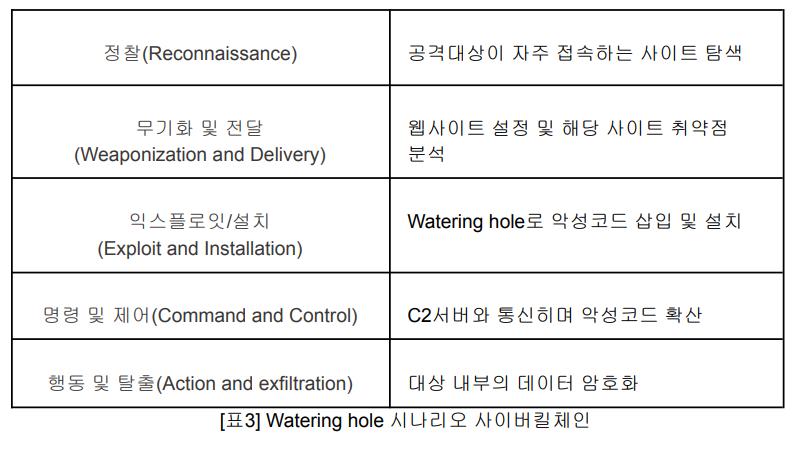 정찰(Reconnaissance)
공격대상이 자주 접속하는 사이트 탐색
무기화 및 전달
(Weaponization and Delivery)
웹사이트 설정 및 해당 사이트 취약점
분석
익스플로잇/설치
(Exploit and Installation)
Watering hole로 악성코드 삽입 및 설치
명령 및 제어(Command and Control)
C2서버와 통신히며 악성코드 확산
행동 및 탈출(Action and exfiltration)
대상 내부의 데이터 암호화
[표3] Watering hole 시나리오 사이버킬체인